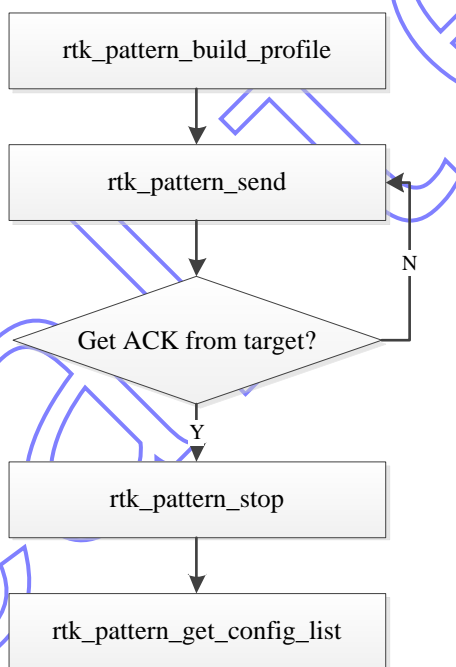 rtk_pattern_build_profile
rtk_pattern_send
N
Get ACK from target?
Y
rtk_pattern_stop
rtk_pattern_get_config_list